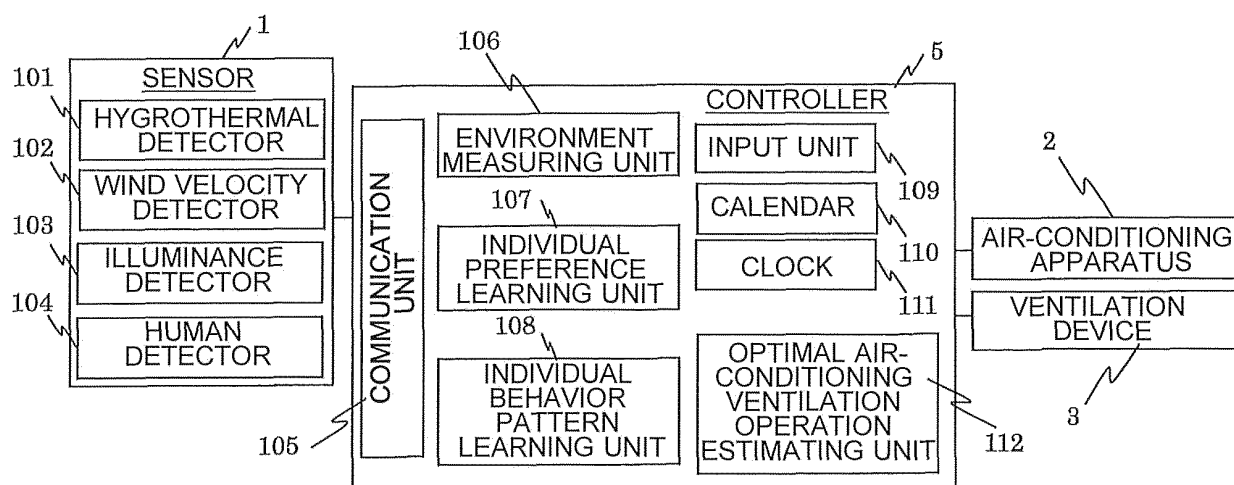 1
SENSOR
101
HYGROTHERMAL
DETECTOR
102
WIND VELOCITY
DETECTOR
103
ILLUMINANCE
DETECTOR
104
HUMAN
DETECTOR
5
CONTROLLER
COMMUNICATION
UNIT
105
106
ENVIRONMENT
MEASURING UNIT
107
INDIVIDUAL
PREFERENCE
LEARNING UNIT
108
INDIVIDUAL
BEHAVIOR
PATTERN
LEARNING UNIT
INPUT UNIT
109
CALENDAR
110
CLOCK
111
OPTIMAL AIR-
CONDITIONING
VENTILATION
OPERATION
ESTIMATING UNIT
112
2
AIR-CONDITIONING
APPARATUS
VENTILATION
DEVICE
3